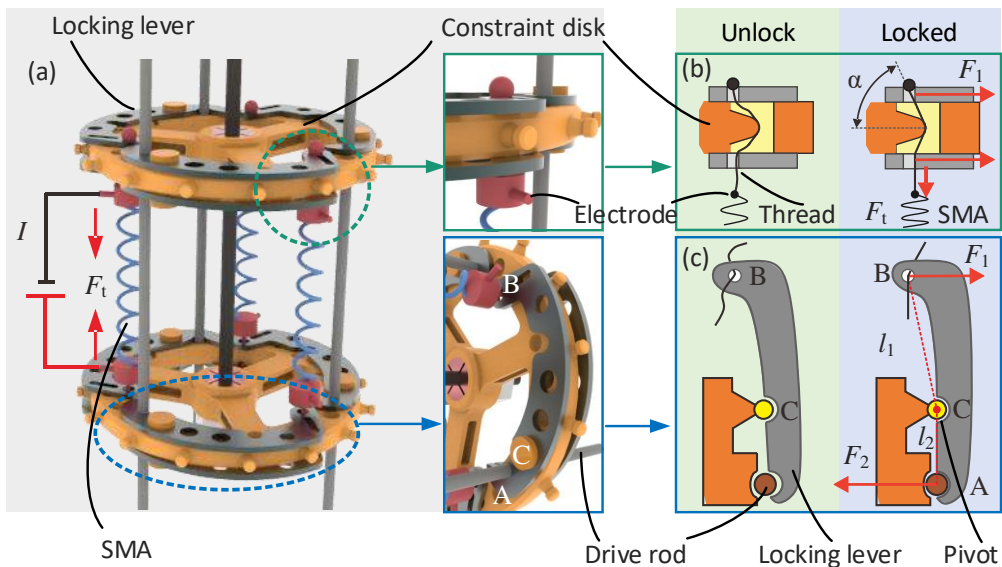 Locking lever
Constraint disk
Unlock
Locked
(a)
(b)
α
F1
I
Ft
Electrode
Thread
Ft
SMA
B
C
A
(c)
B
C
F2
B
F1
l1
C
l2
A
SMA
Drive rod
Locking lever
Pivot